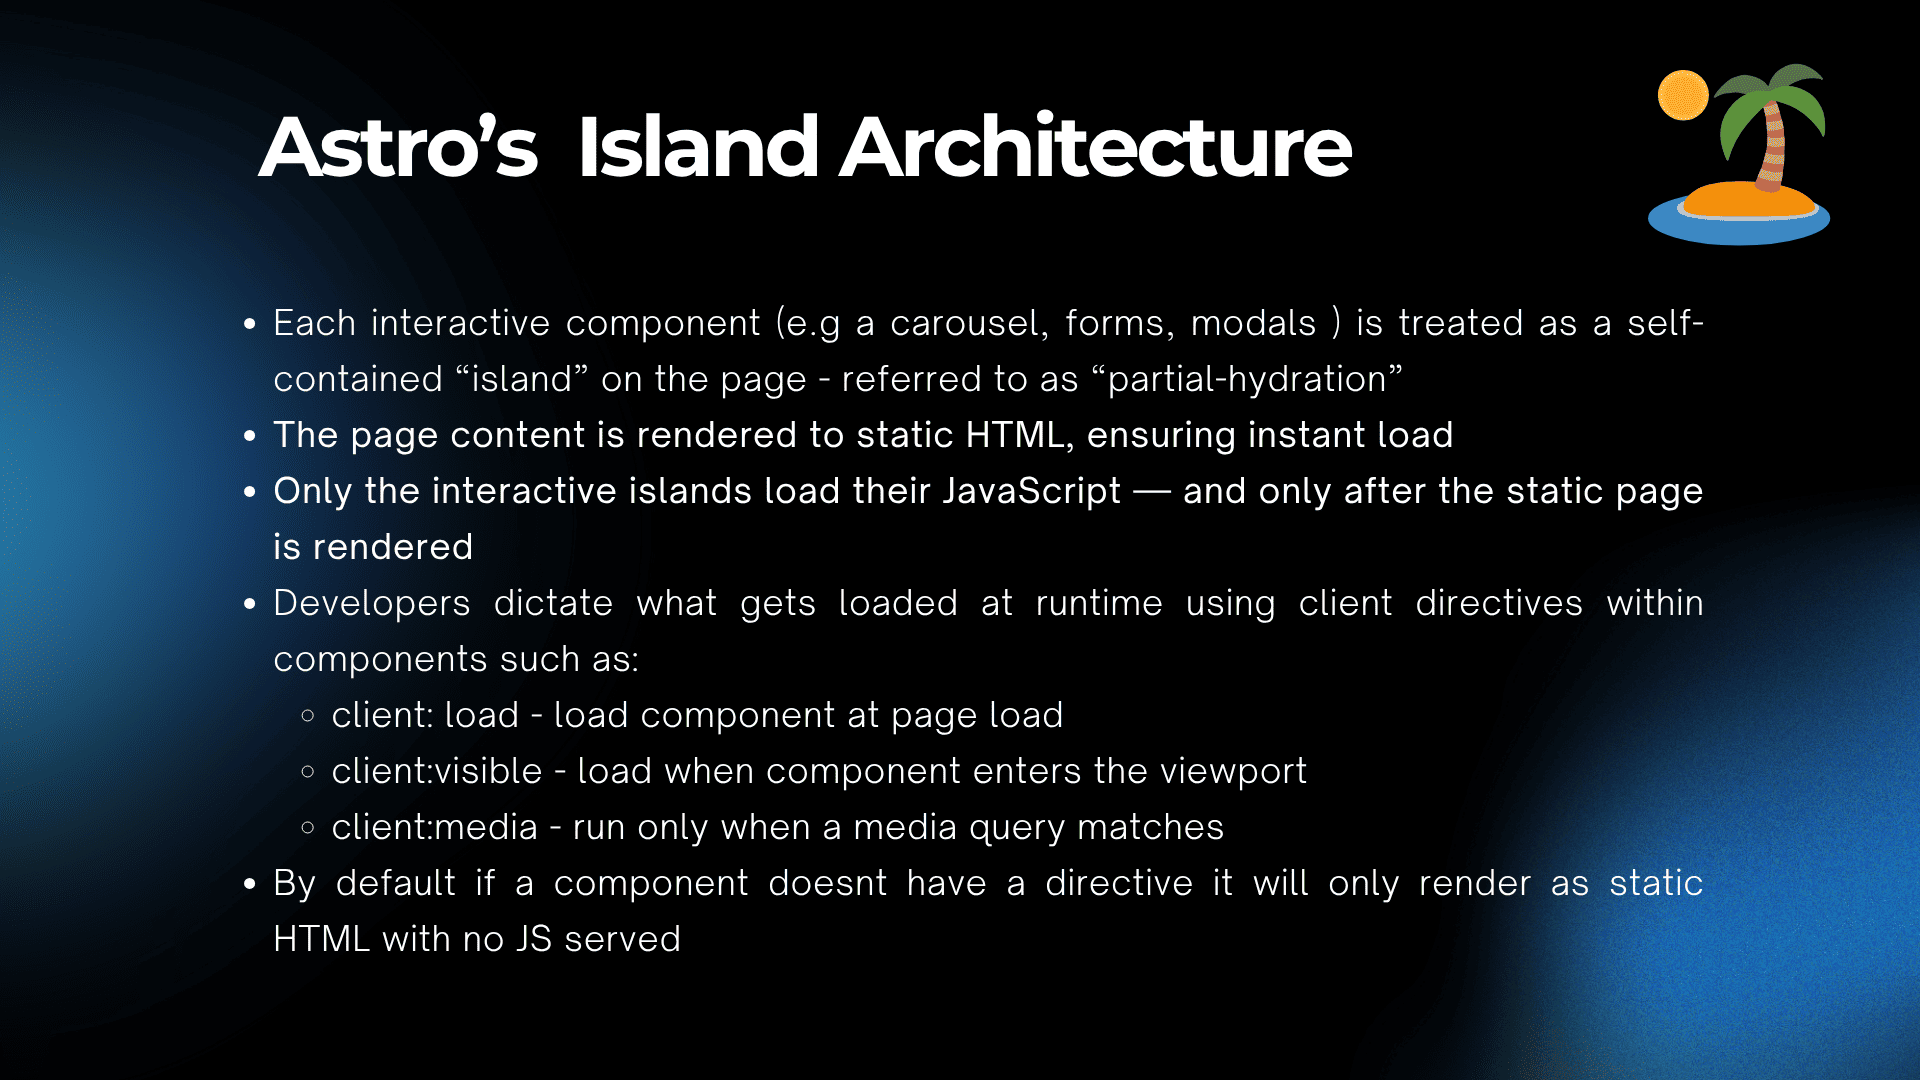 Astro’s  Island Architecture
• Each interactive component (e.g a carousel, forms, modals ) is treated as a self-
contained “island” on the page - referred to as “partial-hydration”
• The page content is rendered to static HTML, ensuring instant load
• Only the interactive islands load their JavaScript — and only after the static page
is rendered
• Developers dictate what gets loaded at runtime using client directives within
components such as:
◦ client: load - load component at page load
◦ client:visible - load when component enters the viewport
◦ client:media - run only when a media query matches
• By default if a component doesnt have a directive it will only render as static
HTML with no JS served